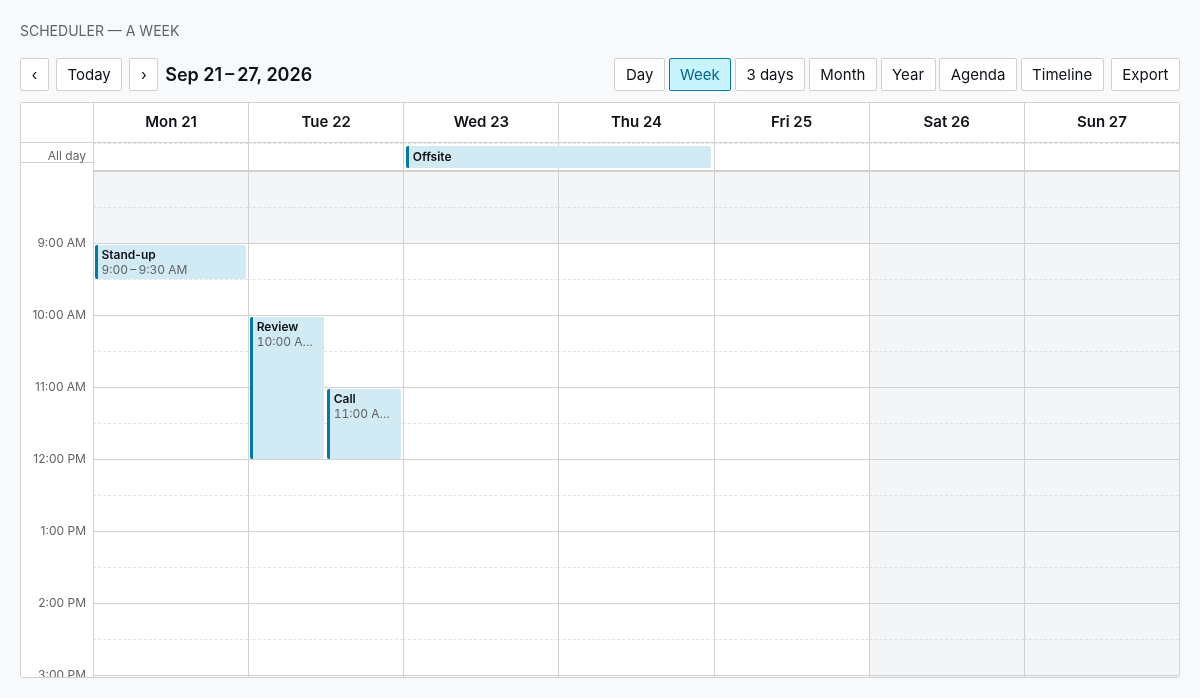 SCHEDULER — A WEEK
‹ Today › Sep 21 – 27, 2026 Day Week 3 days Month Year Agenda Timeline Export
Mon 21 Tue 22 Wed 23 Thu 24 Fri 25 Sat 26 Sun 27
All day Offsite
9:00 AM
Stand-up
9:00 – 9:30 AM
10:00 AM
Review
10:00 A...
11:00 AM
Call
11:00 A...
12:00 PM
1:00 PM
2:00 PM
3:00 PM